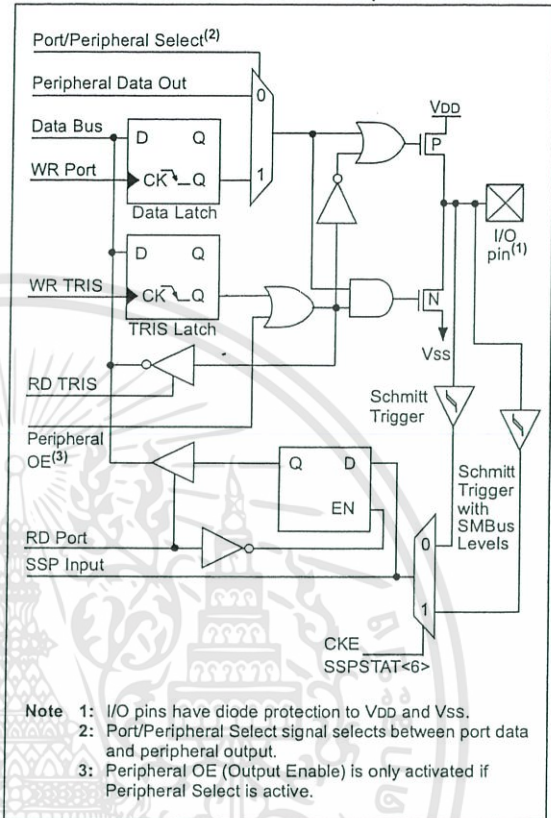 Port/Peripheral Select(2)
Peripheral Data Out
Data Bus
WR Port
0
1
D Q
CK Q
Data Latch
VDD
P
I/O
pin(1)
D Q
CK Q
TRIS Latch
WR TRIS
N
VSS
RD TRIS
Peripheral
OE(3)
Schmitt
Trigger
Q D
EN
Schmitt
Trigger
with
SMBus
Levels
RD Port
SSP Input
0
1
CKE
SSPSTAT<6>
Note 1: I/O pins have diode protection to VDD and VSS.
2: Port/Peripheral Select signal selects between port data
and peripheral output.
3: Peripheral OE (Output Enable) is only activated if
Peripheral Select is active.